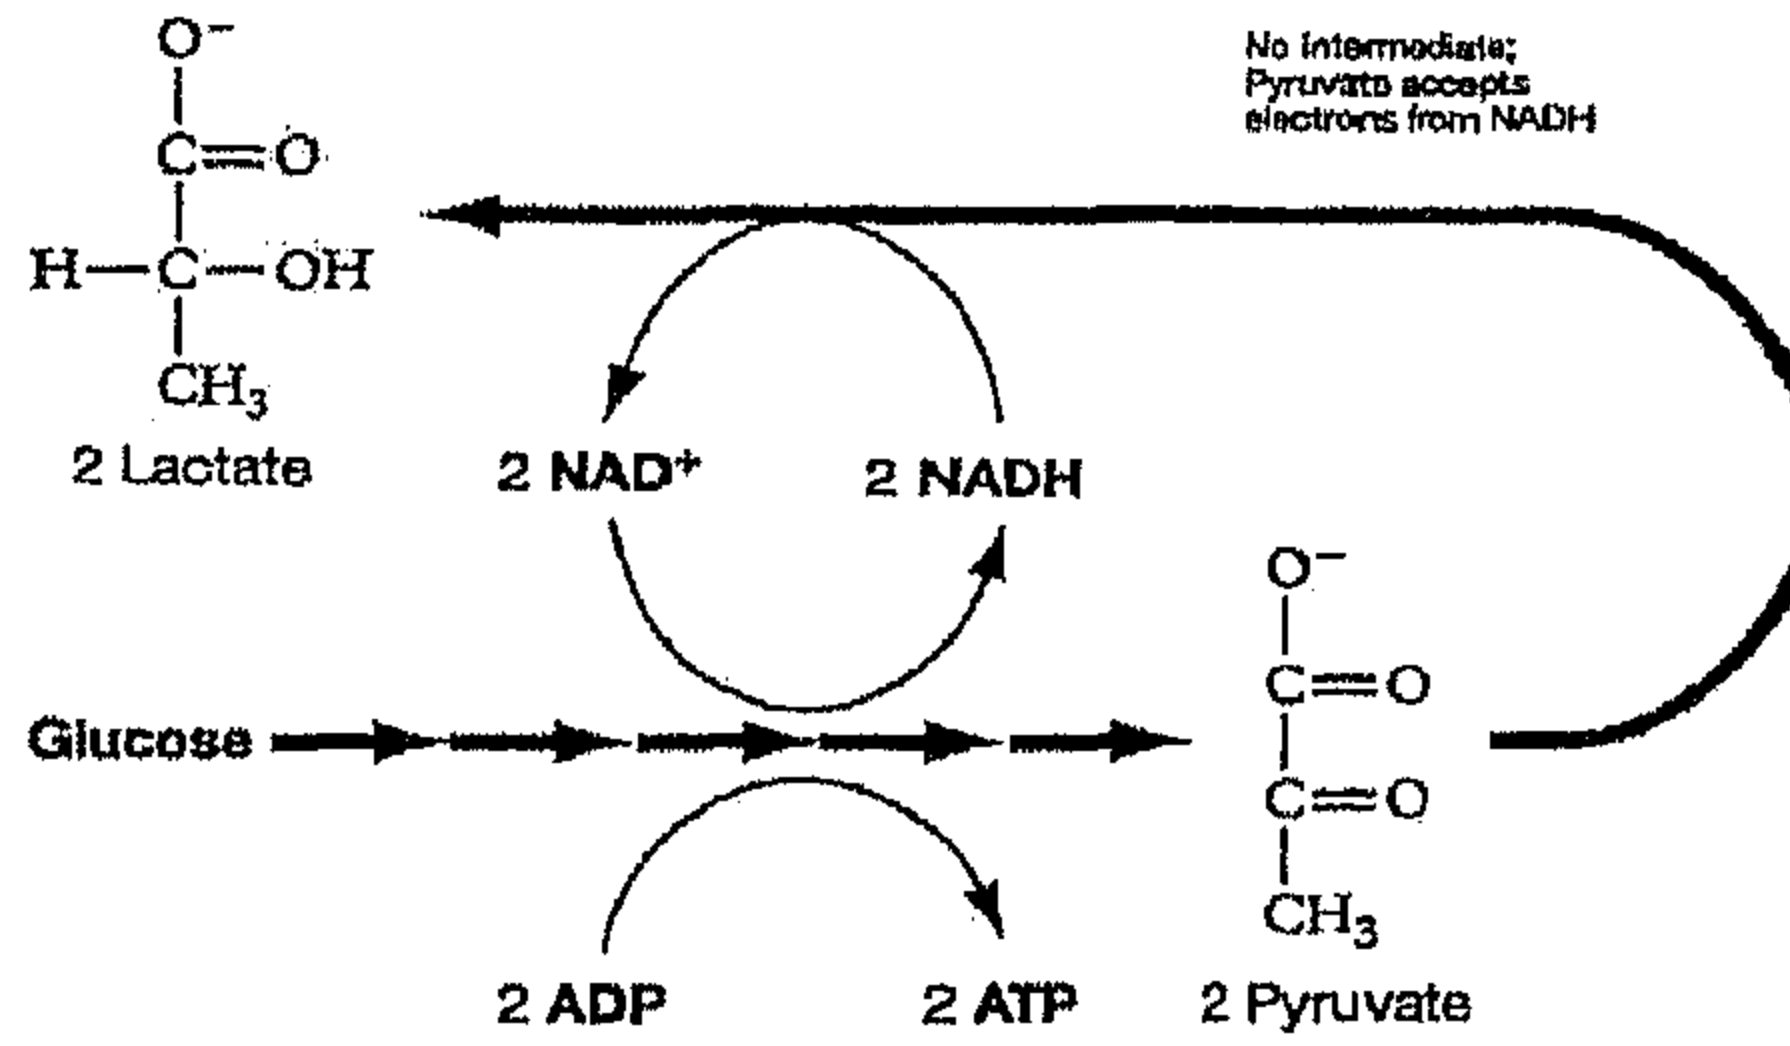 O⁻
C=O
H—C—OH
CH₃
2 Lactate
No Intermediate;
Pyruvate accepts
electrons from NADH
2 NAD⁺ 2 NADH
O⁻
C=O
C=O
CH₃
Glucose
2 ADP 2 ATP 2 Pyruvate